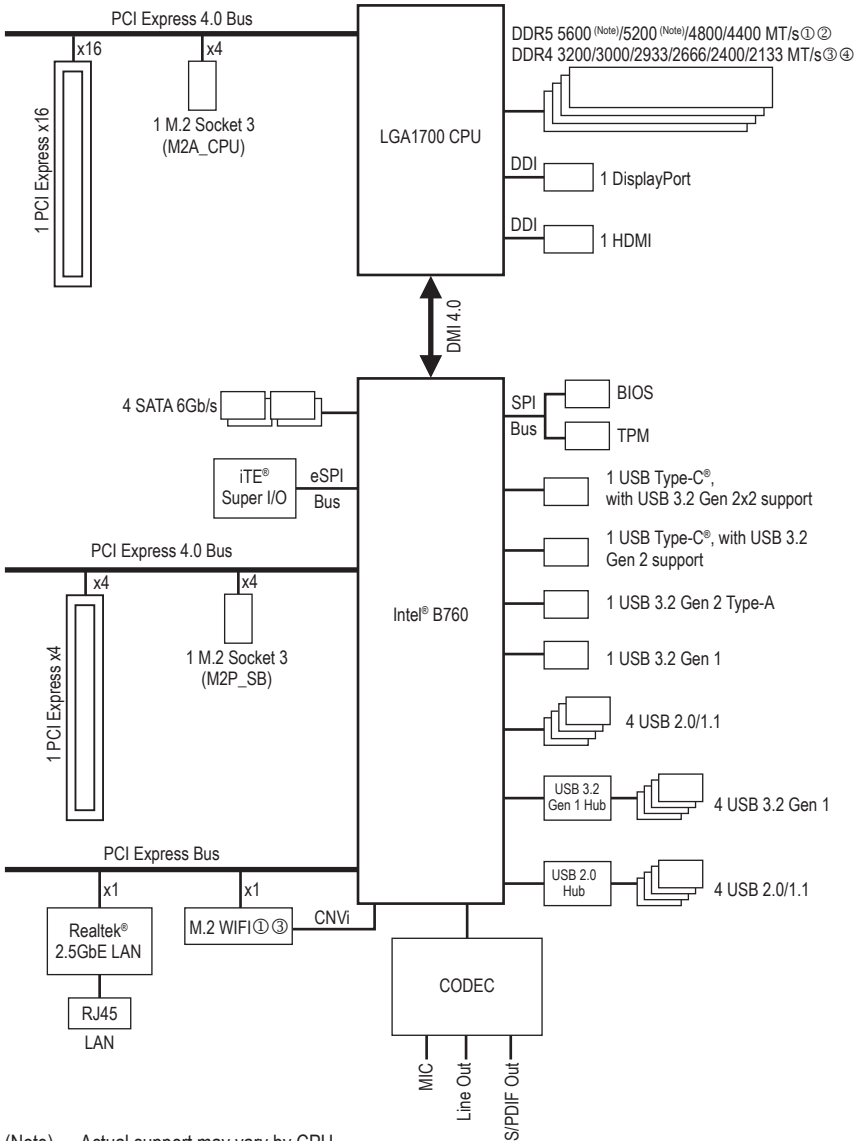 PCI Express 4.0 Bus
x16
x4
1 PCI Express x16
1 M.2 Socket 3
(M2A_CPU)
LGA1700 CPU
DDR5 5600 (Note)/5200 (Note)/4800/4400 MT/s①②
DDR4 3200/3000/2933/2666/2400/2133 MT/s③④
DDI
1 DisplayPort
DDI
1 HDMI
DMI 4.0
4 SATA 6Gb/s
iTE®
Super I/O
eSPI
Bus
SPI
Bus
BIOS
TPM
1 USB Type-C®,
with USB 3.2 Gen 2x2 support
1 USB Type-C®, with USB 3.2
Gen 2 support
PCI Express 4.0 Bus
x4
x4
1 PCI Express x4
1 M.2 Socket 3
(M2P_SB)
Intel® B760
1 USB 3.2 Gen 2 Type-A
1 USB 3.2 Gen 1
4 USB 2.0/1.1
USB 3.2
Gen 1 Hub
4 USB 3.2 Gen 1
USB 2.0
Hub
4 USB 2.0/1.1
PCI Express Bus
x1
x1
Realtek®
2.5GbE LAN
M.2 WIFI①③
CNVi
RJ45
LAN
CODEC
MIC
Line Out
S/PDIF Out
(Note) Actual support may vary by CPU.